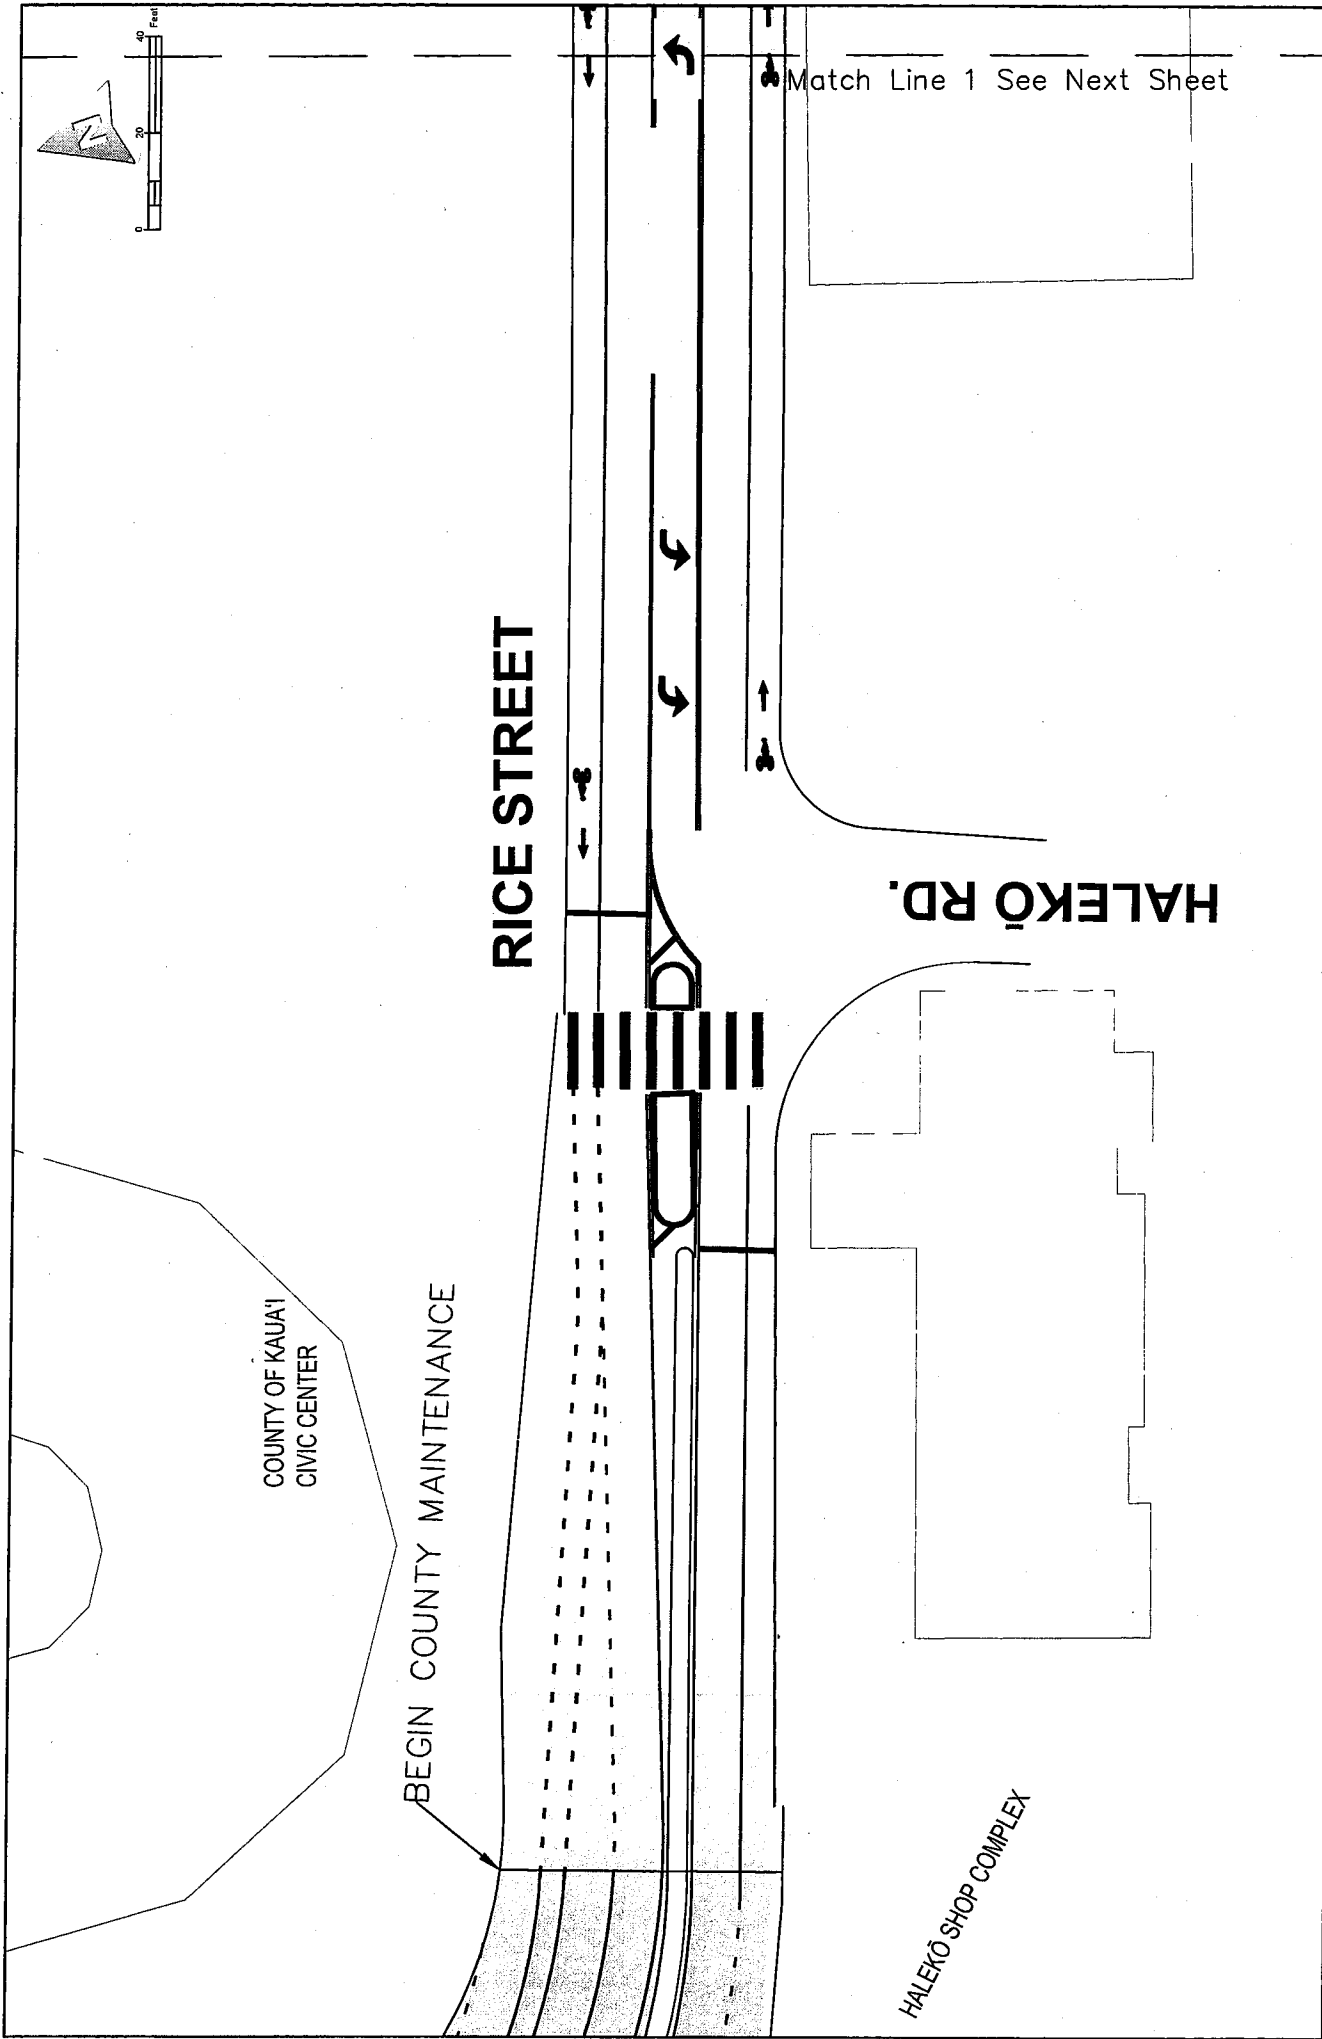 40
Feet
20
0
N
Match Line 1 See Next Sheet
RICE STREET
HALEKŌ RD.
COUNTY OF KAUA'I
CIVIC CENTER
BEGIN COUNTY MAINTENANCE
HALEKŌ SHOP COMPLEX